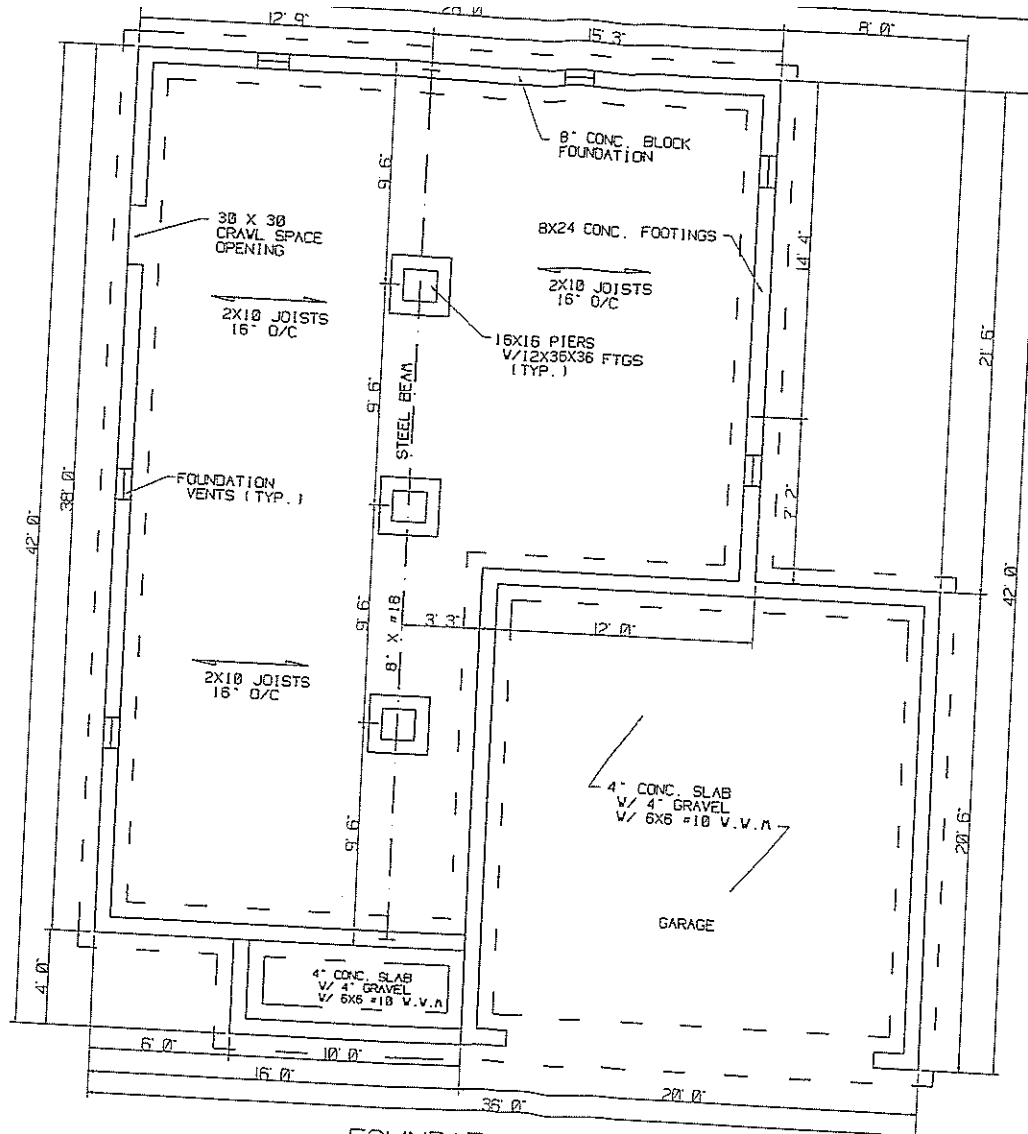 12' 9"
28' 0"
15' 3"
8' 0"
8" CONC. BLOCK
FOUNDATION
9' 6"
30 X 30
CRAWL SPACE
OPENING
8X24 CONC. FOOTINGS
14' 4"
2X10 JOISTS
16" O/C
2X10 JOISTS
16" O/C
16X16 PIERS
W/12X36X36 FTGS
(TYP.)
21' 6"
9' 6"
STEEL BEAM
FOUNDATION
VENTS (TYP.)
38' 0"
42' 0"
7' 2"
42' 0"
9' 6"
8" X #18
3' 3"
12' 0"
2X10 JOISTS
16" O/C
9' 6"
4" CONC. SLAB
W/ 4" GRAVEL
W/ 6X6 #10 W.W.M
20' 6"
GARAGE
4' 0"
4" CONC. SLAB
W/ 4" GRAVEL
W/ 6X6 #10 W.W.M
6' 0"
10' 0"
16' 0"
20' 0"
36' 0"